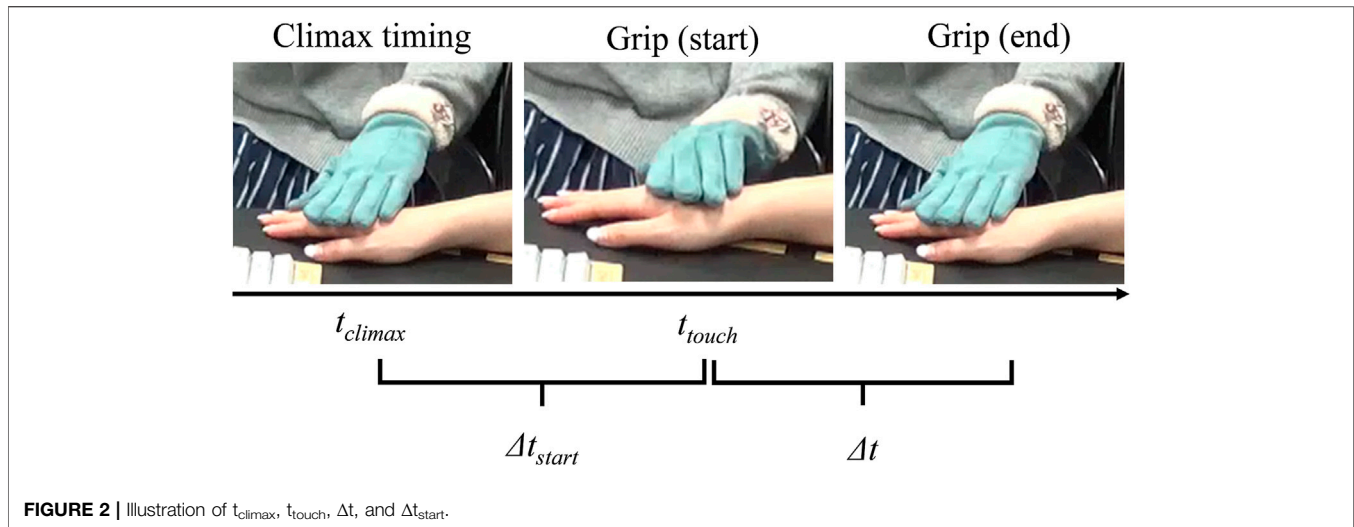 Climax timing Grip (start) Grip (end)
t_climax t_touch
Δt_start Δt
FIGURE 2 | Illustration of t_climax, t_touch, Δt, and Δt_start.